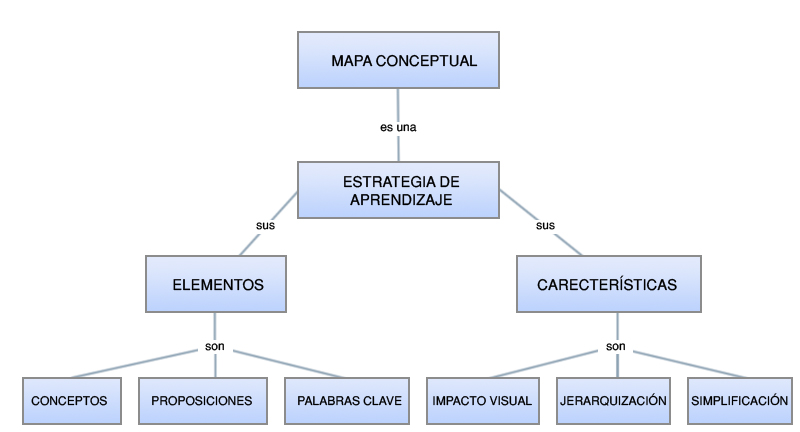 MAPA CONCEPTUAL
es una
ESTRATEGIA DE
APRENDIZAJE
sus
sus
ELEMENTOS
CARECTERÍSTICAS
son
son
CONCEPTOS
PROPOSICIONES
PALABRAS CLAVE
IMPACTO VISUAL
JERARQUIZACIÓN
SIMPLIFICACIÓN